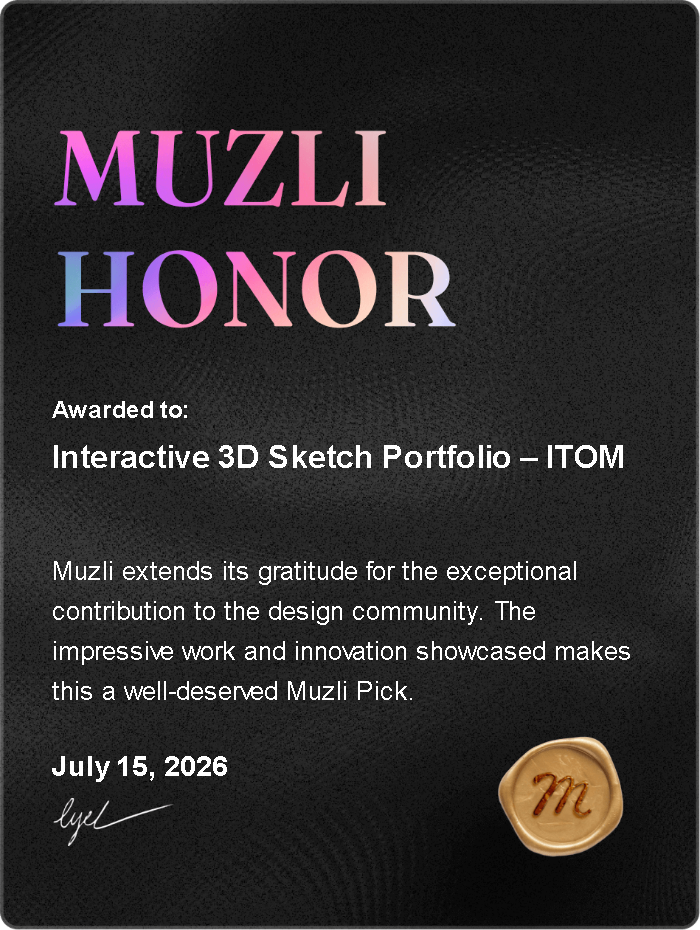 MUZLI
HONOR
Awarded to:
Interactive 3D Sketch Portfolio – ITOM
Muzli extends its gratitude for the exceptional
contribution to the design community. The
impressive work and innovation showcased makes
this a well-deserved Muzli Pick.
July 15, 2026
lyel
m